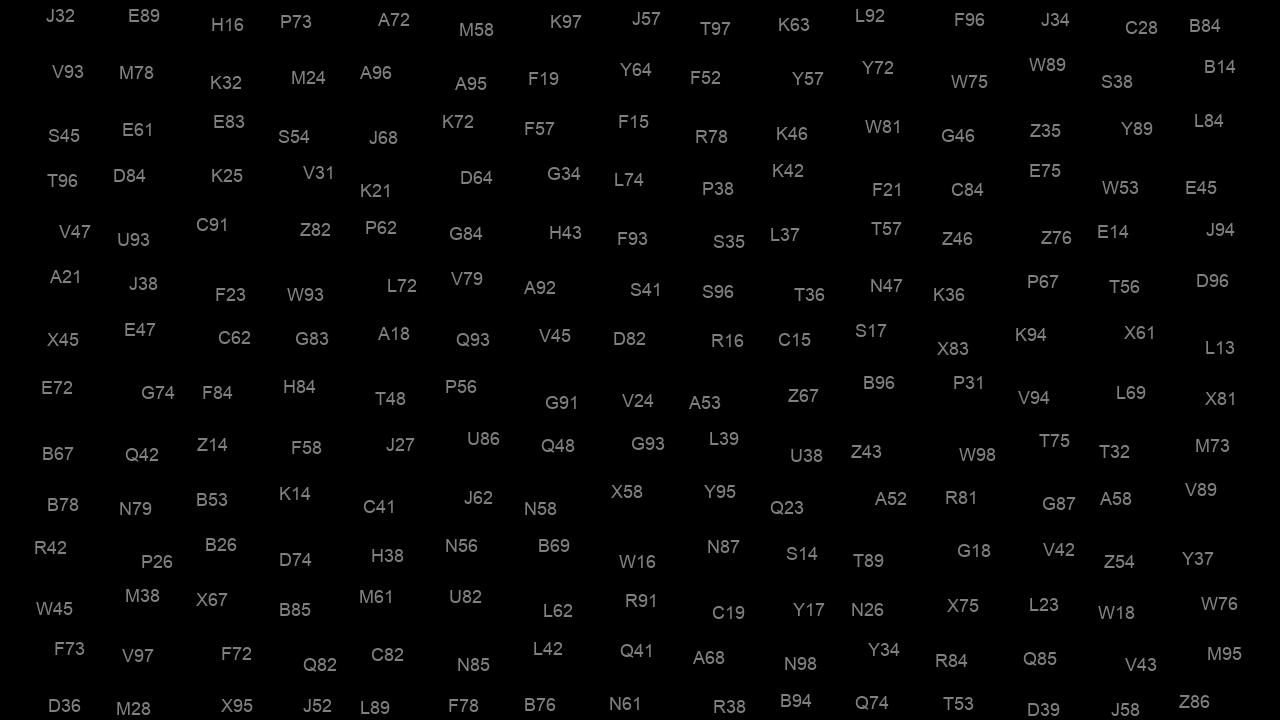 J32 E89 H16 P73 A72 M58 K97 J57 T97 K63 L92 F96 J34 C28 B84
V93 M78 K32 M24 A96 A95 F19 Y64 F52 Y57 Y72 W75 W89 S38 B14
S45 E61 E83 S54 J68 K72 F57 F15 R78 K46 W81 G46 Z35 Y89 L84
T96 D84 K25 V31 K21 D64 G34 L74 P38 K42 F21 C84 E75 W53 E45
V47 U93 C91 Z82 P62 G84 H43 F93 S35 L37 T57 Z46 Z76 E14 J94
A21 J38 F23 W93 L72 V79 A92 S41 S96 T36 N47 K36 P67 T56 D96
X45 E47 C62 G83 A18 Q93 V45 D82 R16 C15 S17 X83 K94 X61 L13
E72 G74 F84 H84 T48 P56 G91 V24 A53 Z67 B96 P31 V94 L69 X81
B67 Q42 Z14 F58 J27 U86 Q48 G93 L39 U38 Z43 W98 T75 T32 M73
B78 N79 B53 K14 C41 J62 N58 X58 Y95 Q23 A52 R81 G87 A58 V89
R42 P26 B26 D74 H38 N56 B69 W16 N87 S14 T89 G18 V42 Z54 Y37
W45 M38 X67 B85 M61 U82 L62 R91 C19 Y17 N26 X75 L23 W18 W76
F73 V97 F72 Q82 C82 N85 L42 Q41 A68 N98 Y34 R84 Q85 V43 M95
D36 M28 X95 J52 L89 F78 B76 N61 R38 B94 Q74 T53 D39 J58 Z86